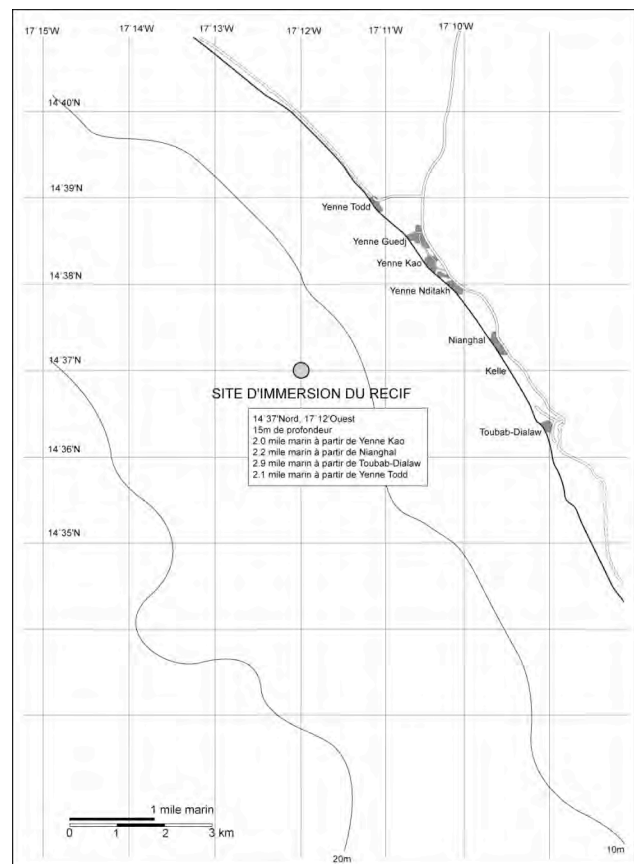 17˚15'W 17˚14'W 17˚13'W 17˚12'W 17˚11'W 17˚10'W
14˚40'N
14˚39'N
Yenne Todd
Yenne Guedj
Yenne Kao
14˚38'N
Yenne Nditakh
Nianghal
14˚37'N
Kelle
SITE D'IMMERSION DU RECIF
14˚37'Nord, 17˚12'Ouest
15m de profondeur
2.0 mile marin à partir de Yenne Kao
2.2 mile marin à partir de Nianghal
2.9 mile marin à partir de Toubab-Dialaw
2.1 mile marin à partir de Yenne Todd
Toubab-Dialaw
14˚36'N
14˚35'N
1 mile marin
0 1 2 3 km
20m
10m